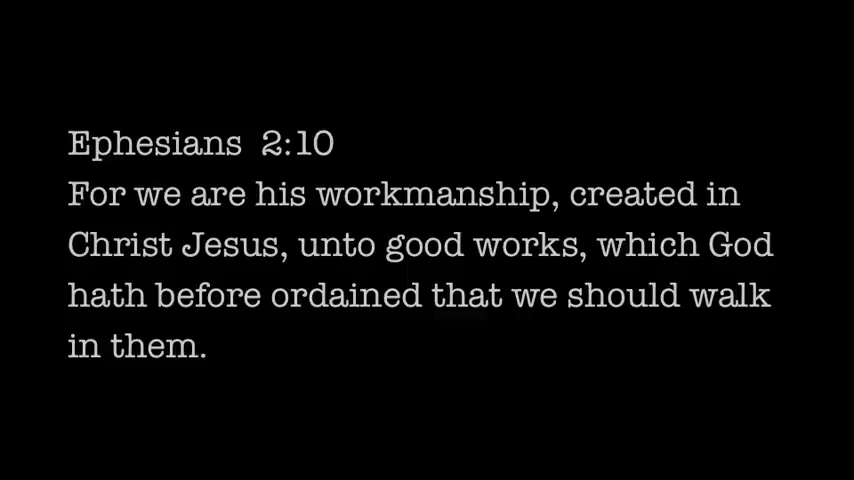 Ephesians 2:10
For we are his workmanship, created in
Christ Jesus, unto good works, which God
hath before ordained that we should walk
in them.